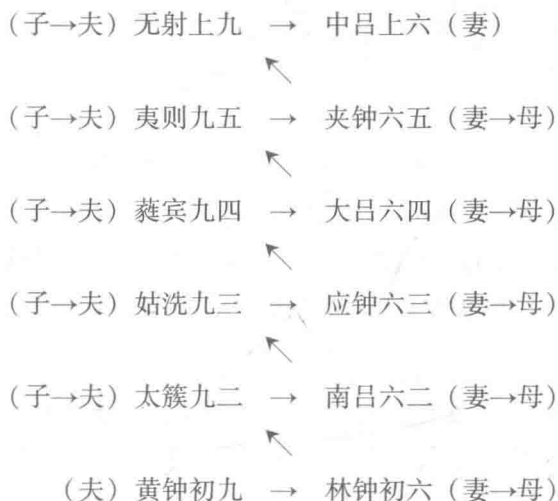 （子→夫）无射上九 → 中吕上六（妻）
↖
（子→夫）夷则九五 → 夹钟六五（妻→母）
↖
（子→夫）蕤宾九四 → 大吕六四（妻→母）
↖
（子→夫）姑洗九三 → 应钟六三（妻→母）
↖
（子→夫）太簇九二 → 南吕六二（妻→母）
↖
（夫）黄钟初九 → 林钟初六（妻→母）